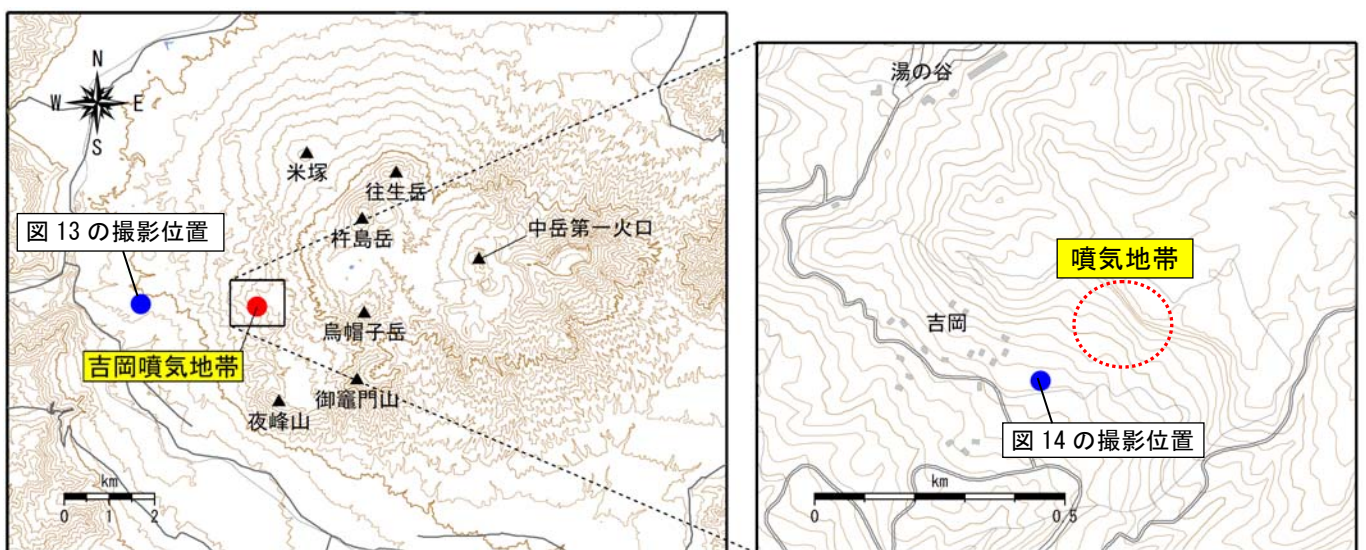 N
W
E
S
米塚
往生岳
杵島岳
中岳第一火口
図 13 の撮影位置
烏帽子岳
吉岡噴気地帯
御竈門山
夜峰山
km
0
1
2
湯の谷
噴気地帯
吉岡
図 14 の撮影位置
km
0
0.5